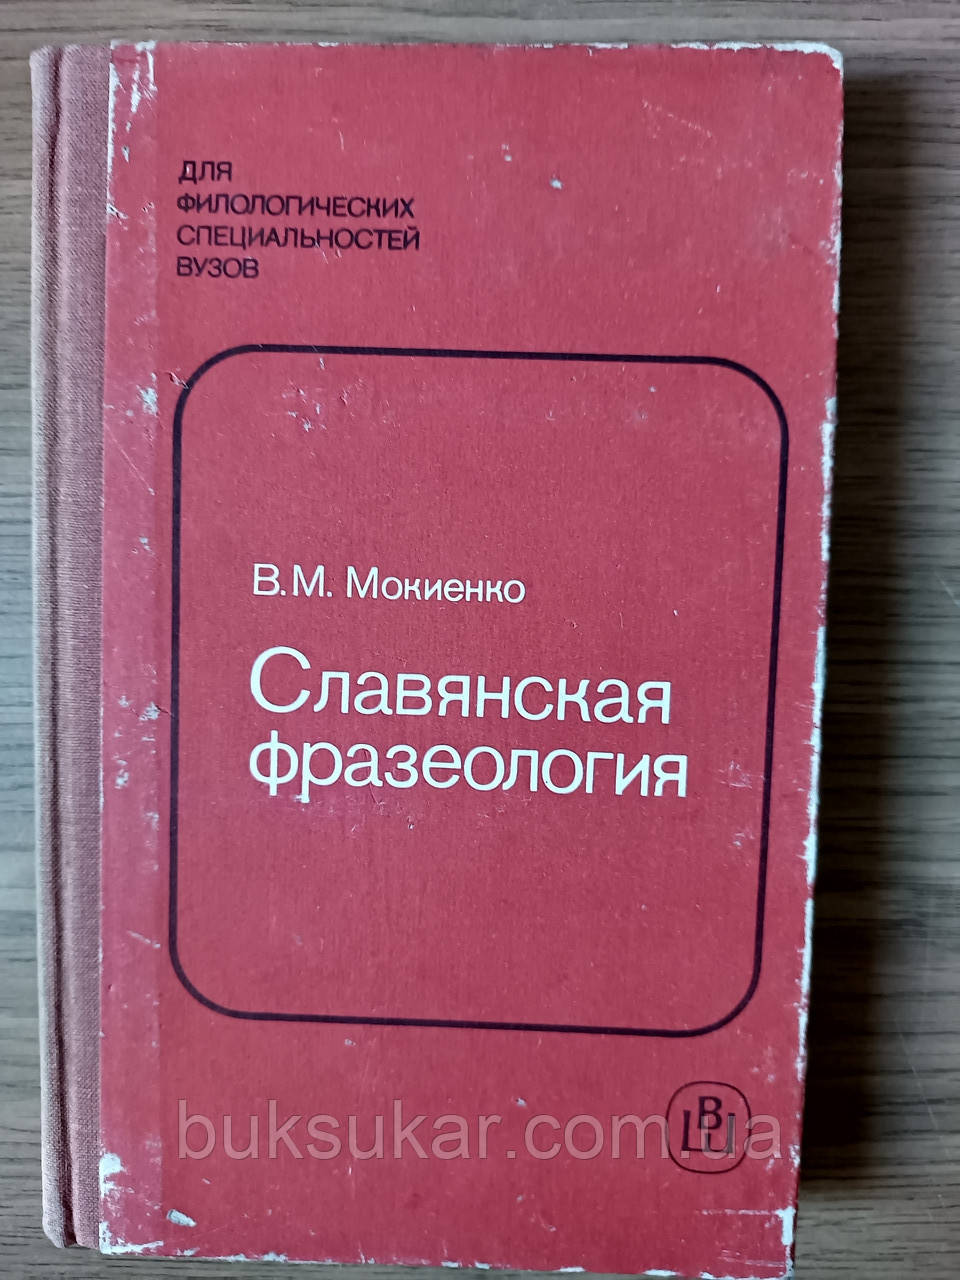 ДЛЯ
ФИЛОЛОГИЧЕСКИХ
СПЕЦИАЛЬНОСТЕЙ
ВУЗОВ
В.М. Мокиенко
Славянская
фразеология
buksukar.com.ua